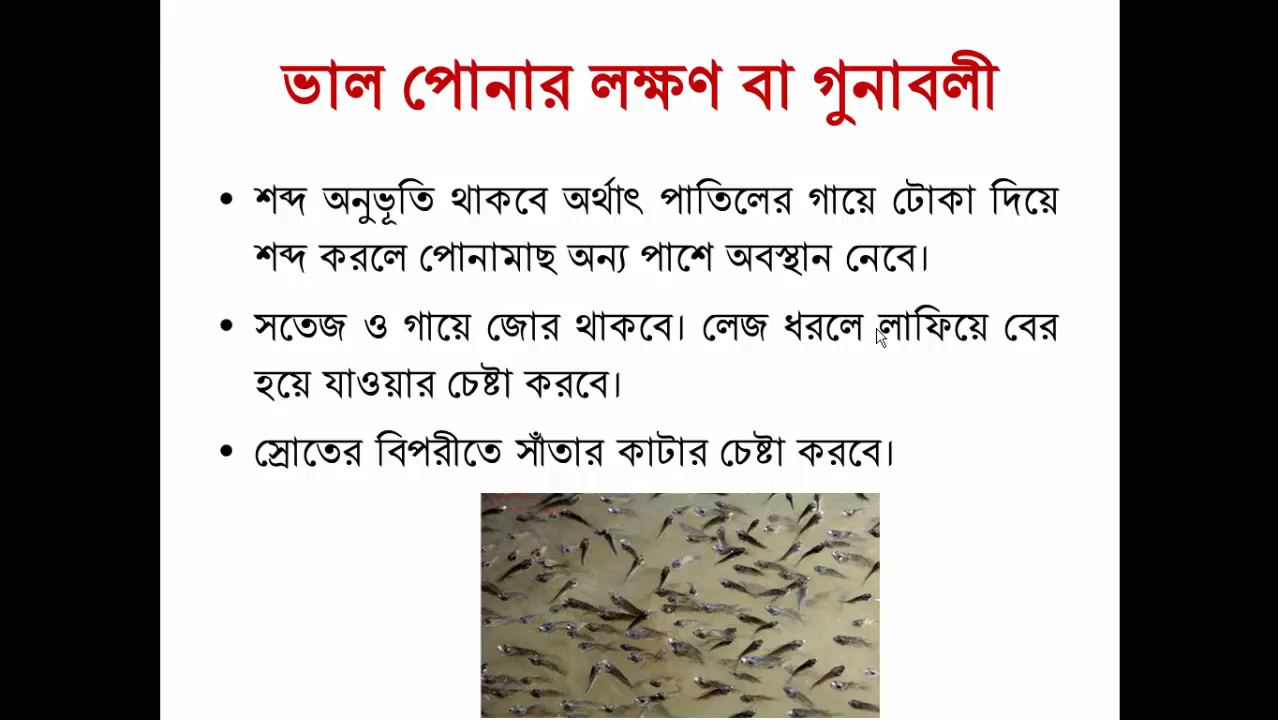 ভাল পোনার লক্ষণ বা গুনাবলী
• শব্দ অনুভূতি থাকবে অর্থাৎ পাতিলের গায়ে টোকা দিয়ে
শব্দ করলে পোনামাছ অন্য পাশে অবস্থান নেবে।
• সতেজ ও গায়ে জোর থাকবে। লেজ ধরলে লাফিয়ে বের
হয়ে যাওয়ার চেষ্টা করবে।
• স্রোতের বিপরীতে সাঁতার কাটার চেষ্টা করবে।